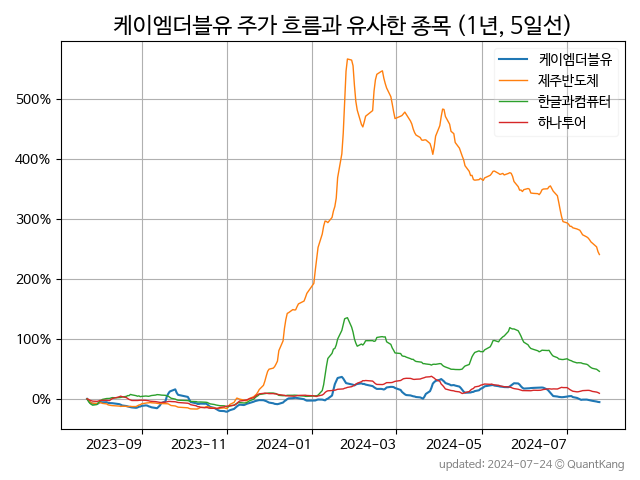 케이엠더블유 주가 흐름과 유사한 종목 (1년, 5일선)
케이엠더블유
제주반도체
한글과컴퓨터
하나투어
500%
400%
300%
200%
100%
0%
2023-09 2023-11 2024-01 2024-03 2024-05 2024-07
updated: 2024-07-24 © QuantKang